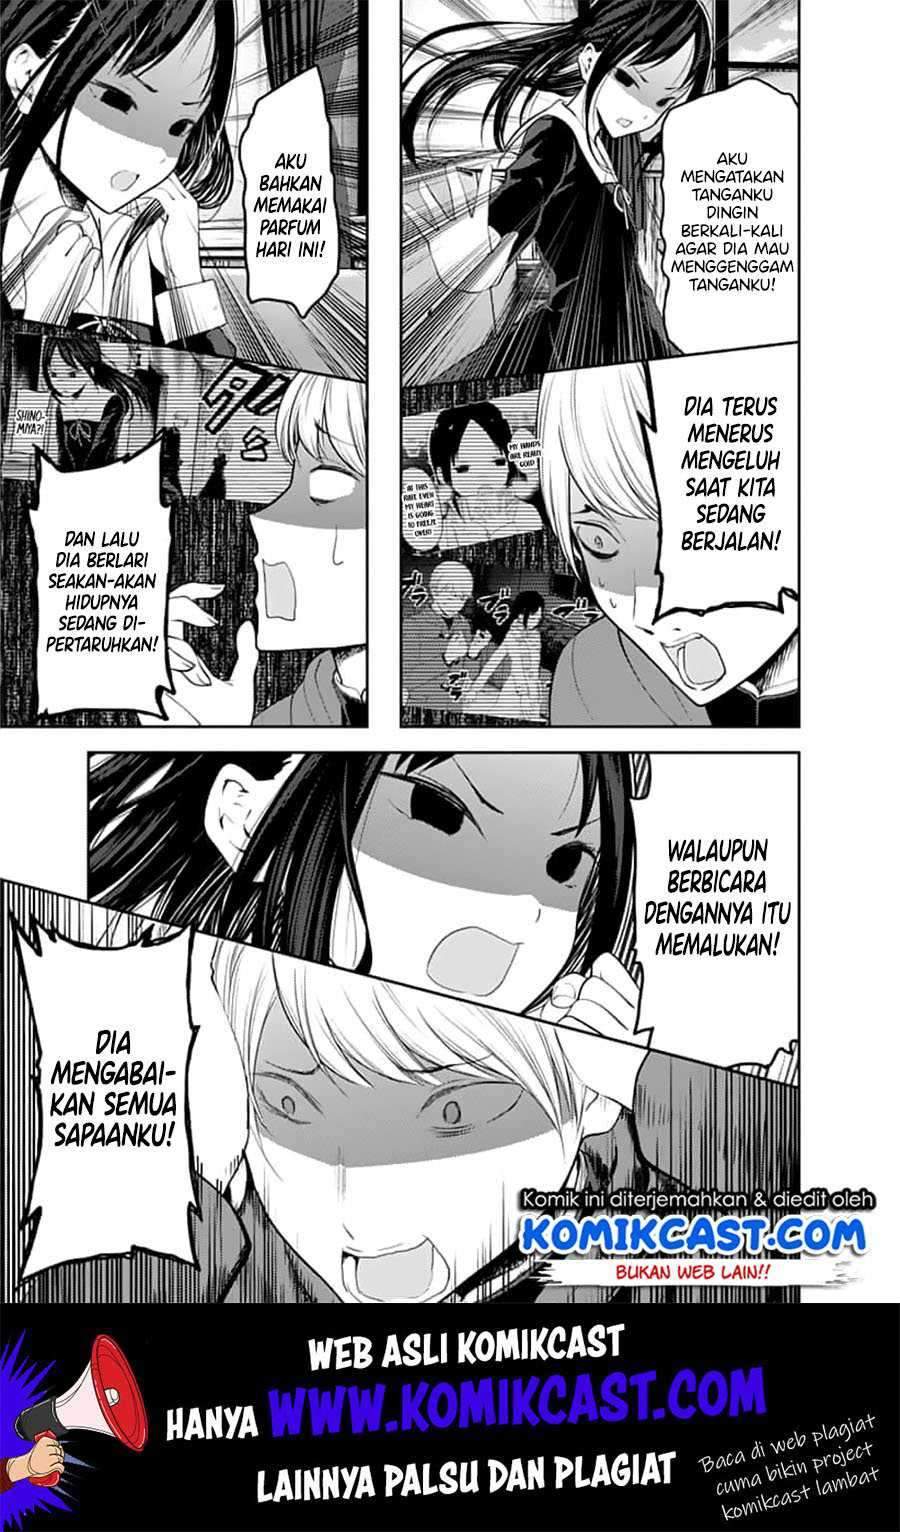 AKU
MENGATAKAN
TANGANKU
DINGIN
BERKALI-KALI
AGAR DIA MAU
MENGGENGGAM
TANGANKU!
AKU
BAHKAN
MEMAKAI
PARFUM
HARI INI!
DIA TERUS
MENERUS
MENGELUH
SAAT KITA
SEDANG
BERJALAN!
MY HANDS
ARE REALLY
COLD!
AT THIS
RATE EVEN
MY HEART
IS GOING
TO FREEZE
OVER!
SHINO-
MIYA?!
DAN LALU
DIA BERLARI
SEAKAN-AKAN
HIDUPNYA
SEDANG DI-
PERTARUHKAN!
WALAUPUN
BERBICARA
DENGANNYA ITU
MEMALUKAN!
DIA
MENGABAI-
KAN SEMUA
SAPAANKU!
Komik ini diterjemahkan & diedit oleh
KOMIKCAST.COM
BUKAN WEB LAIN!!
WEB ASLI KOMIKCAST
HANYA WWW.KOMIKCAST.COM
LAINNYA PALSU DAN PLAGIAT
Baca di web plagiat
cuma bikin project
komikcast lambat